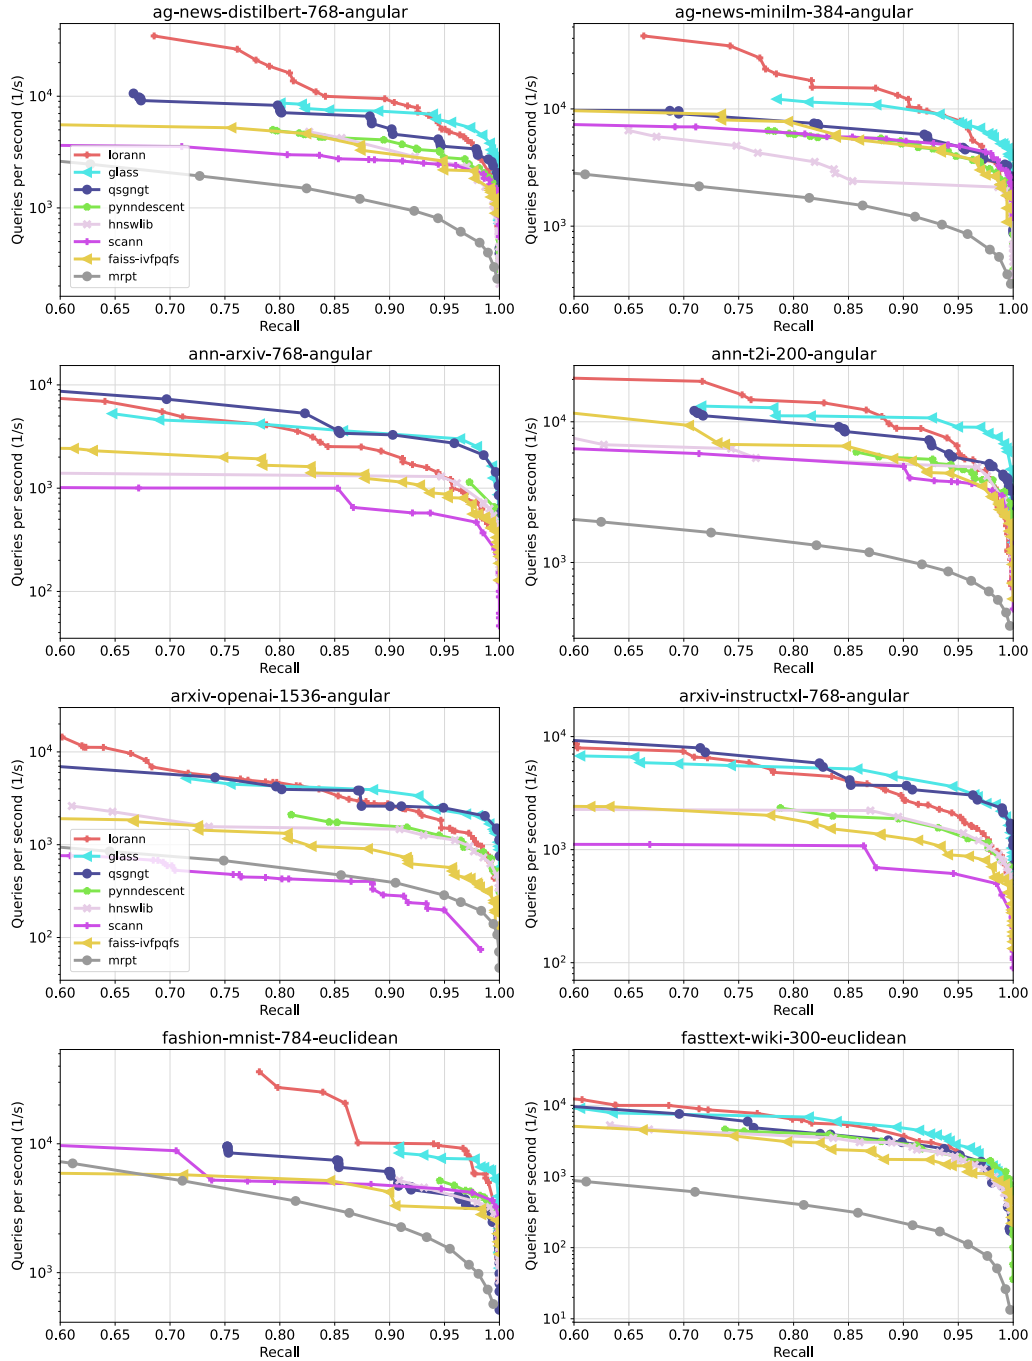 ag-news-distilbert-768-angular
Queries per second (1/s)
10^4
10^3
lorann
glass
qsgngt
pynndescent
hnswlib
scann
faiss-ivfpqfs
mrpt
0.60 0.65 0.70 0.75 0.80 0.85 0.90 0.95 1.00
Recall
ag-news-minilm-384-angular
Queries per second (1/s)
10^4
10^3
0.60 0.65 0.70 0.75 0.80 0.85 0.90 0.95 1.00
Recall
ann-arxiv-768-angular
Queries per second (1/s)
10^4
10^3
10^2
0.60 0.65 0.70 0.75 0.80 0.85 0.90 0.95 1.00
Recall
ann-t2i-200-angular
Queries per second (1/s)
10^4
10^3
0.60 0.65 0.70 0.75 0.80 0.85 0.90 0.95 1.00
Recall
arxiv-openai-1536-angular
Queries per second (1/s)
10^4
10^3
10^2
lorann
glass
qsgngt
pynndescent
hnswlib
scann
faiss-ivfpqfs
mrpt
0.60 0.65 0.70 0.75 0.80 0.85 0.90 0.95 1.00
Recall
arxiv-instructxl-768-angular
Queries per second (1/s)
10^4
10^3
10^2
0.60 0.65 0.70 0.75 0.80 0.85 0.90 0.95 1.00
Recall
fashion-mnist-784-euclidean
Queries per second (1/s)
10^4
10^3
0.60 0.65 0.70 0.75 0.80 0.85 0.90 0.95 1.00
Recall
fasttext-wiki-300-euclidean
Queries per second (1/s)
10^4
10^3
10^2
10^1
0.60 0.65 0.70 0.75 0.80 0.85 0.90 0.95 1.00
Recall